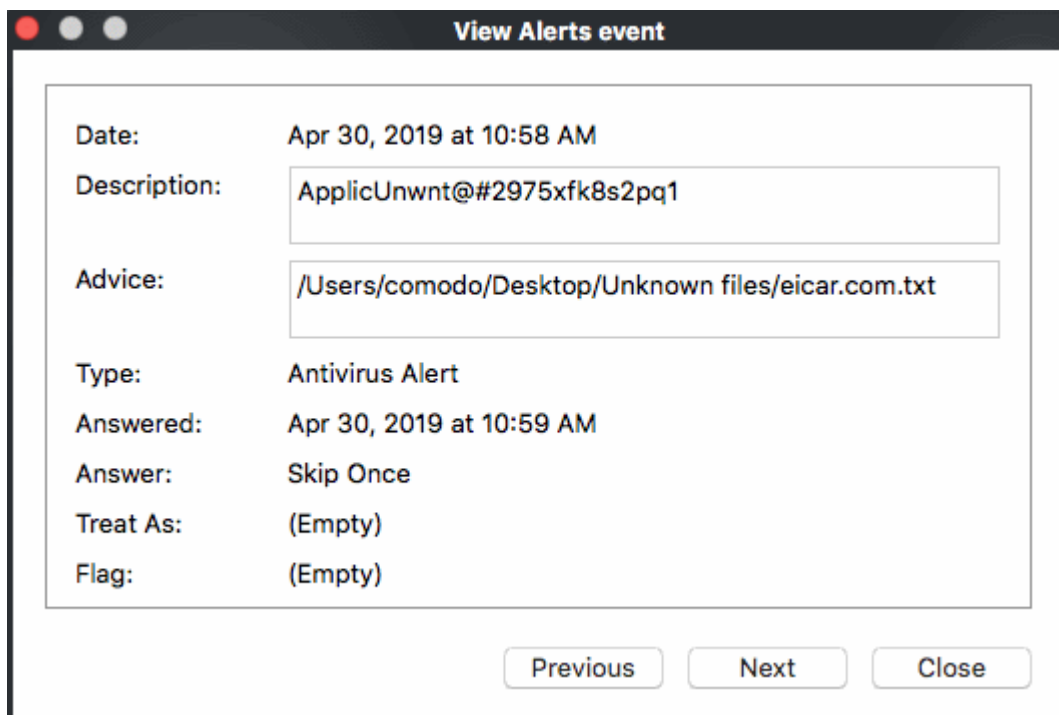 View Alerts event
Date: Apr 30, 2019 at 10:58 AM
Description: ApplicUnwnt@#2975xfk8s2pq1
Advice: /Users/comodo/Desktop/Unknown files/eicar.com.txt
Type: Antivirus Alert
Answered: Apr 30, 2019 at 10:59 AM
Answer: Skip Once
Treat As: (Empty)
Flag: (Empty)
Previous Next Close